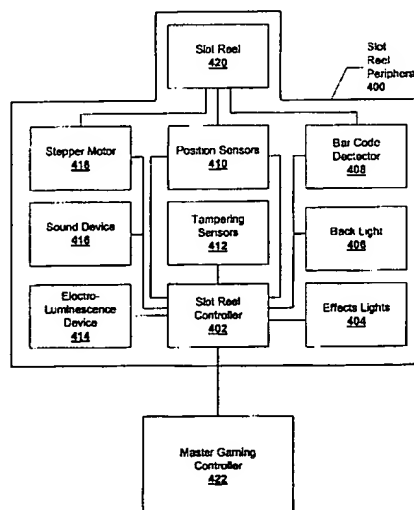 Slot Reel
420
Slot
Reel
Peripheral
400
Stepper Motor
418
Position Sensors
410
Bar Code
Dectector
408
Sound Device
416
Tampering
Sensors
412
Back Light
406
Electro-
Luminescence
Device
414
Slot Reel
Controller
402
Effects Lights
404
Master Gaming
Controller
422